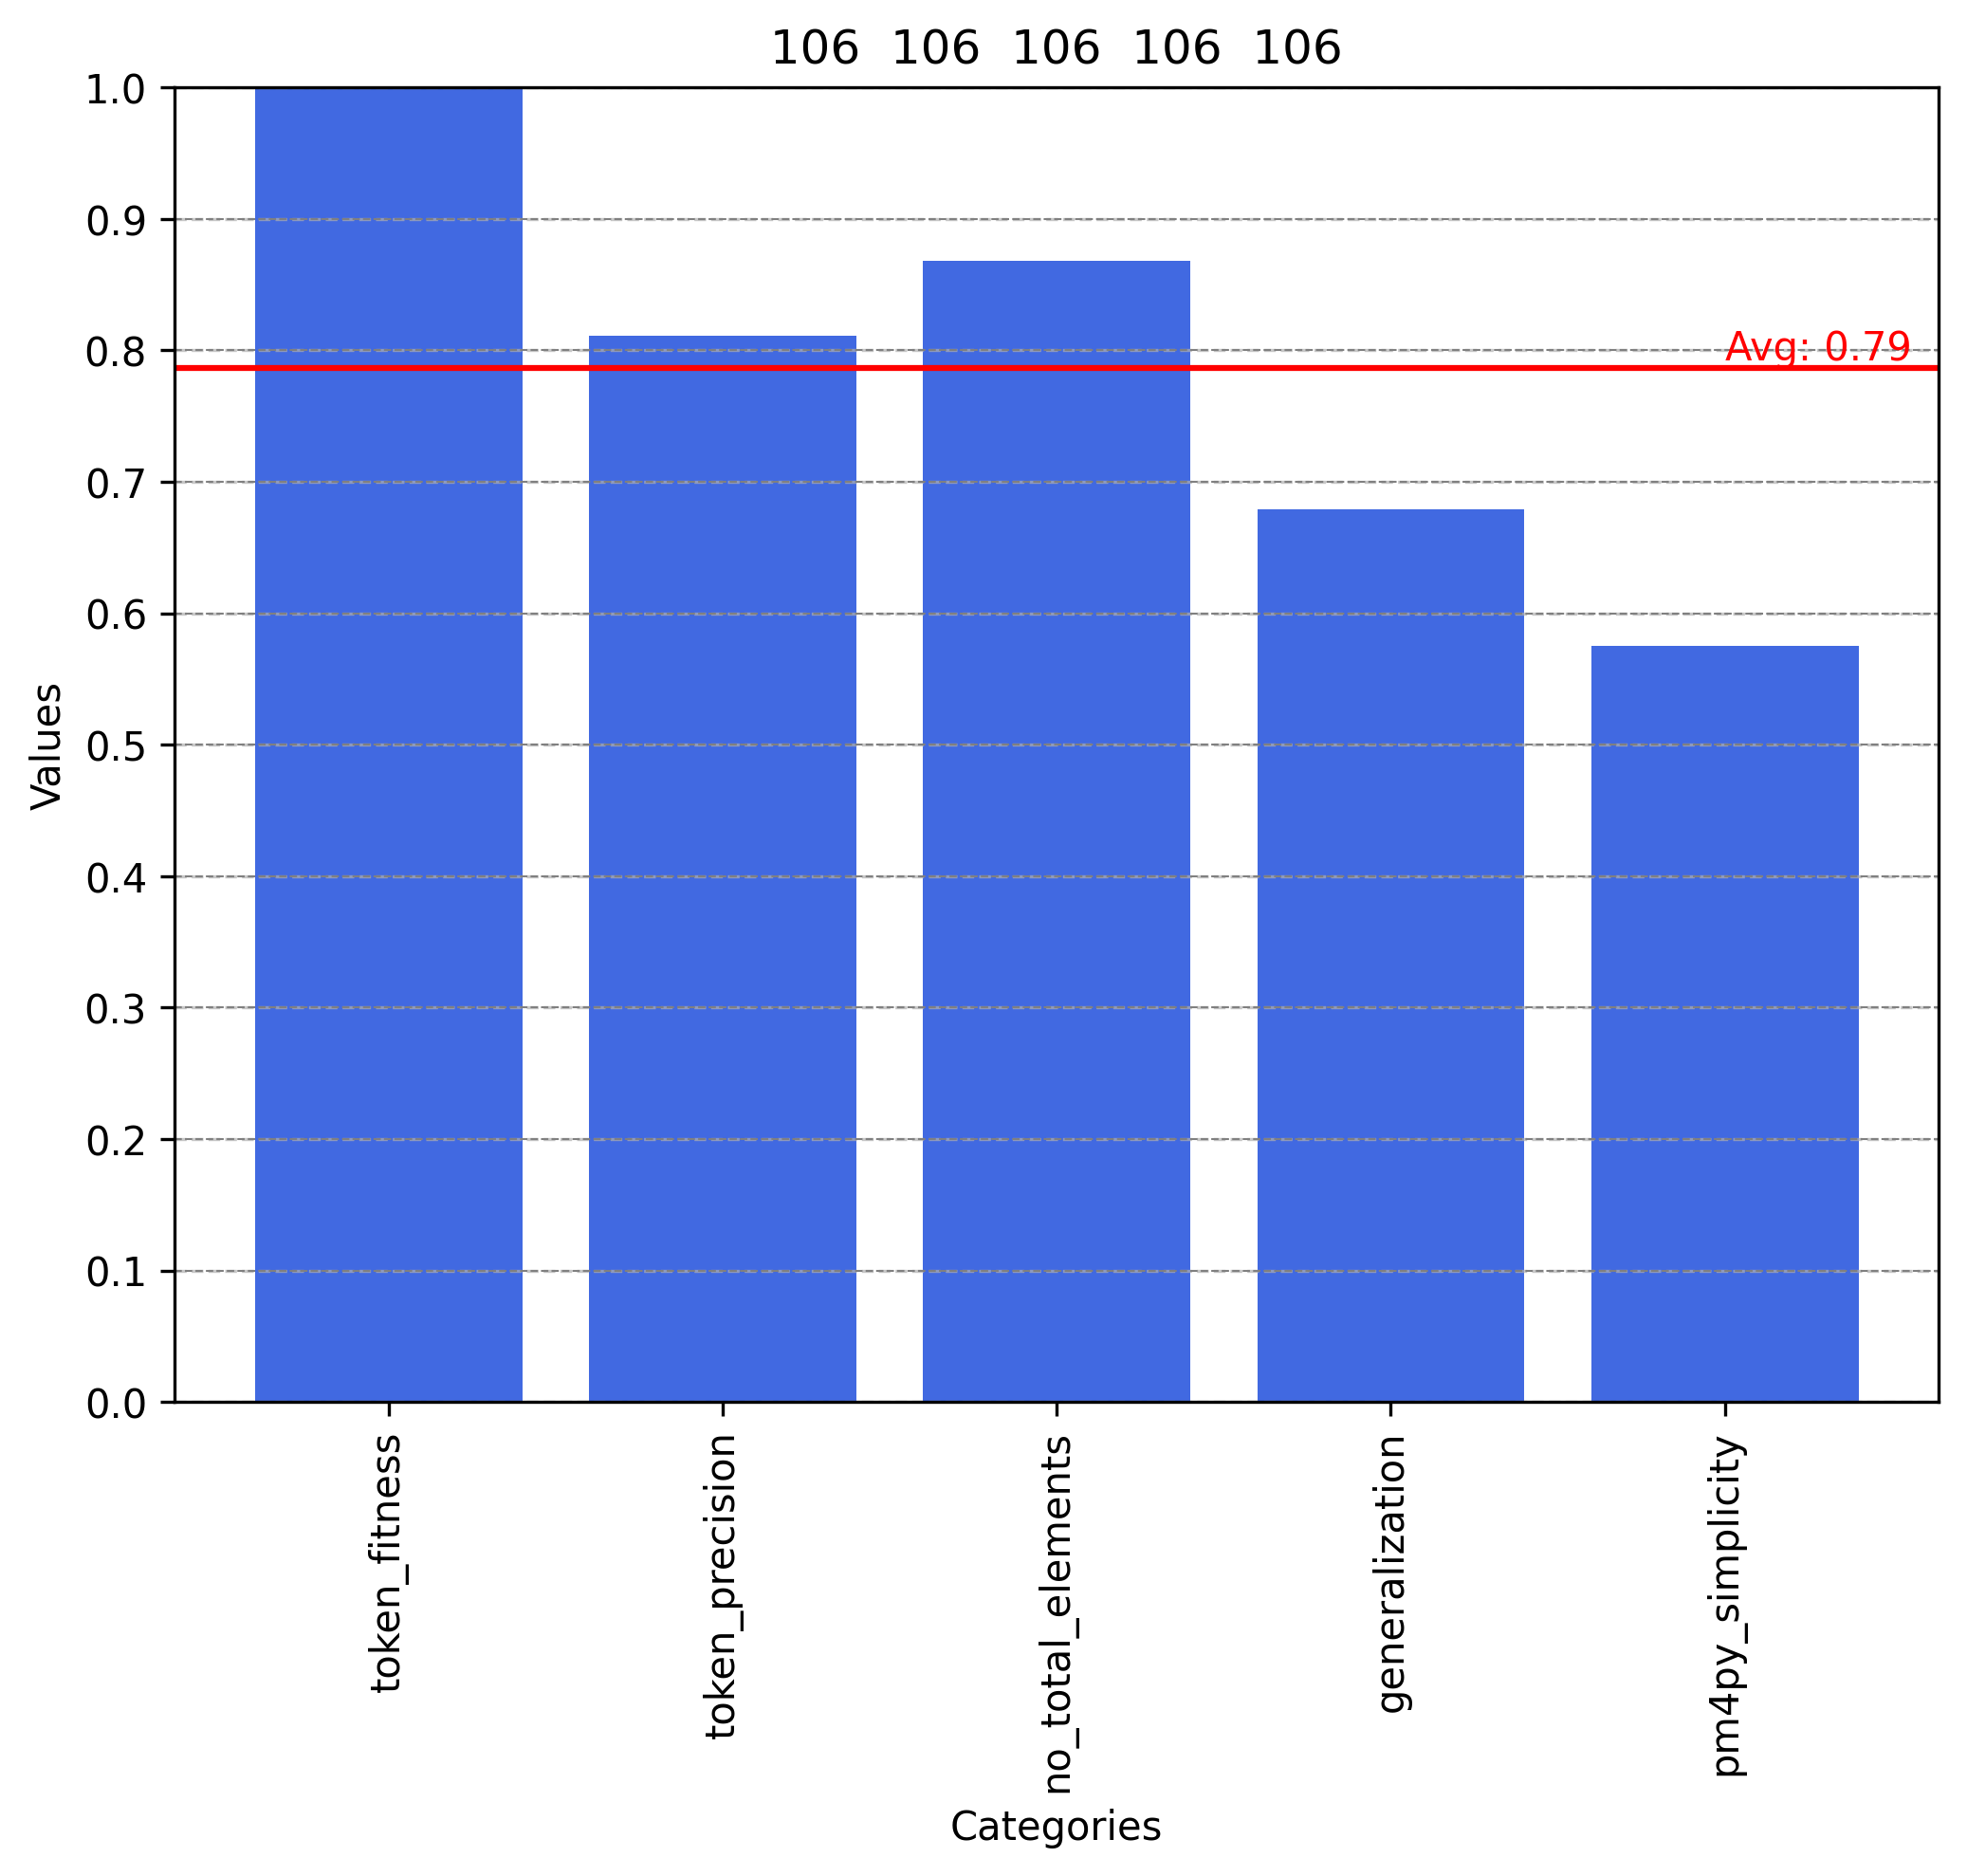 106 106 106 106 106
1.0
0.9
0.8
0.7
0.6
0.5
0.4
0.3
0.2
0.1
0.0
Values
Avg: 0.79
token_fitness
token_precision
no_total_elements
generalization
pm4py_simplicity
Categories